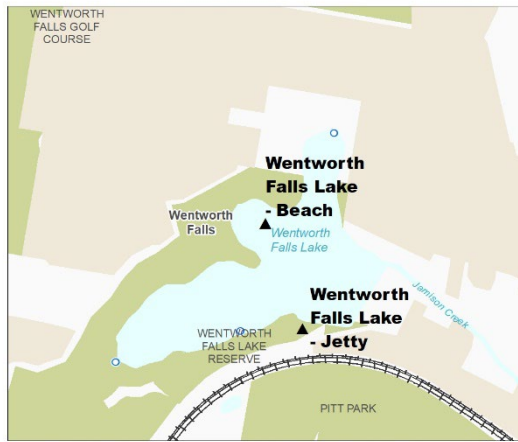 WENTWORTH
FALLS GOLF
COURSE
Wentworth
Falls Lake
- Beach
Wentworth
Falls
Wentworth
Falls Lake
Jamison Creek
Wentworth
Falls Lake
- Jetty
WENTWORTH
FALLS LAKE
RESERVE
PITT PARK